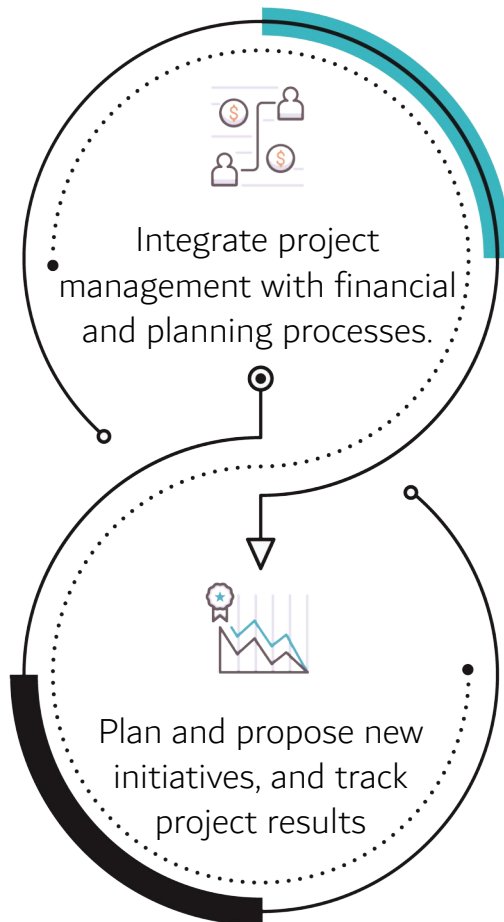 Integrate project
management with financial
and planning processes.
Plan and propose new
initiatives, and track
project results